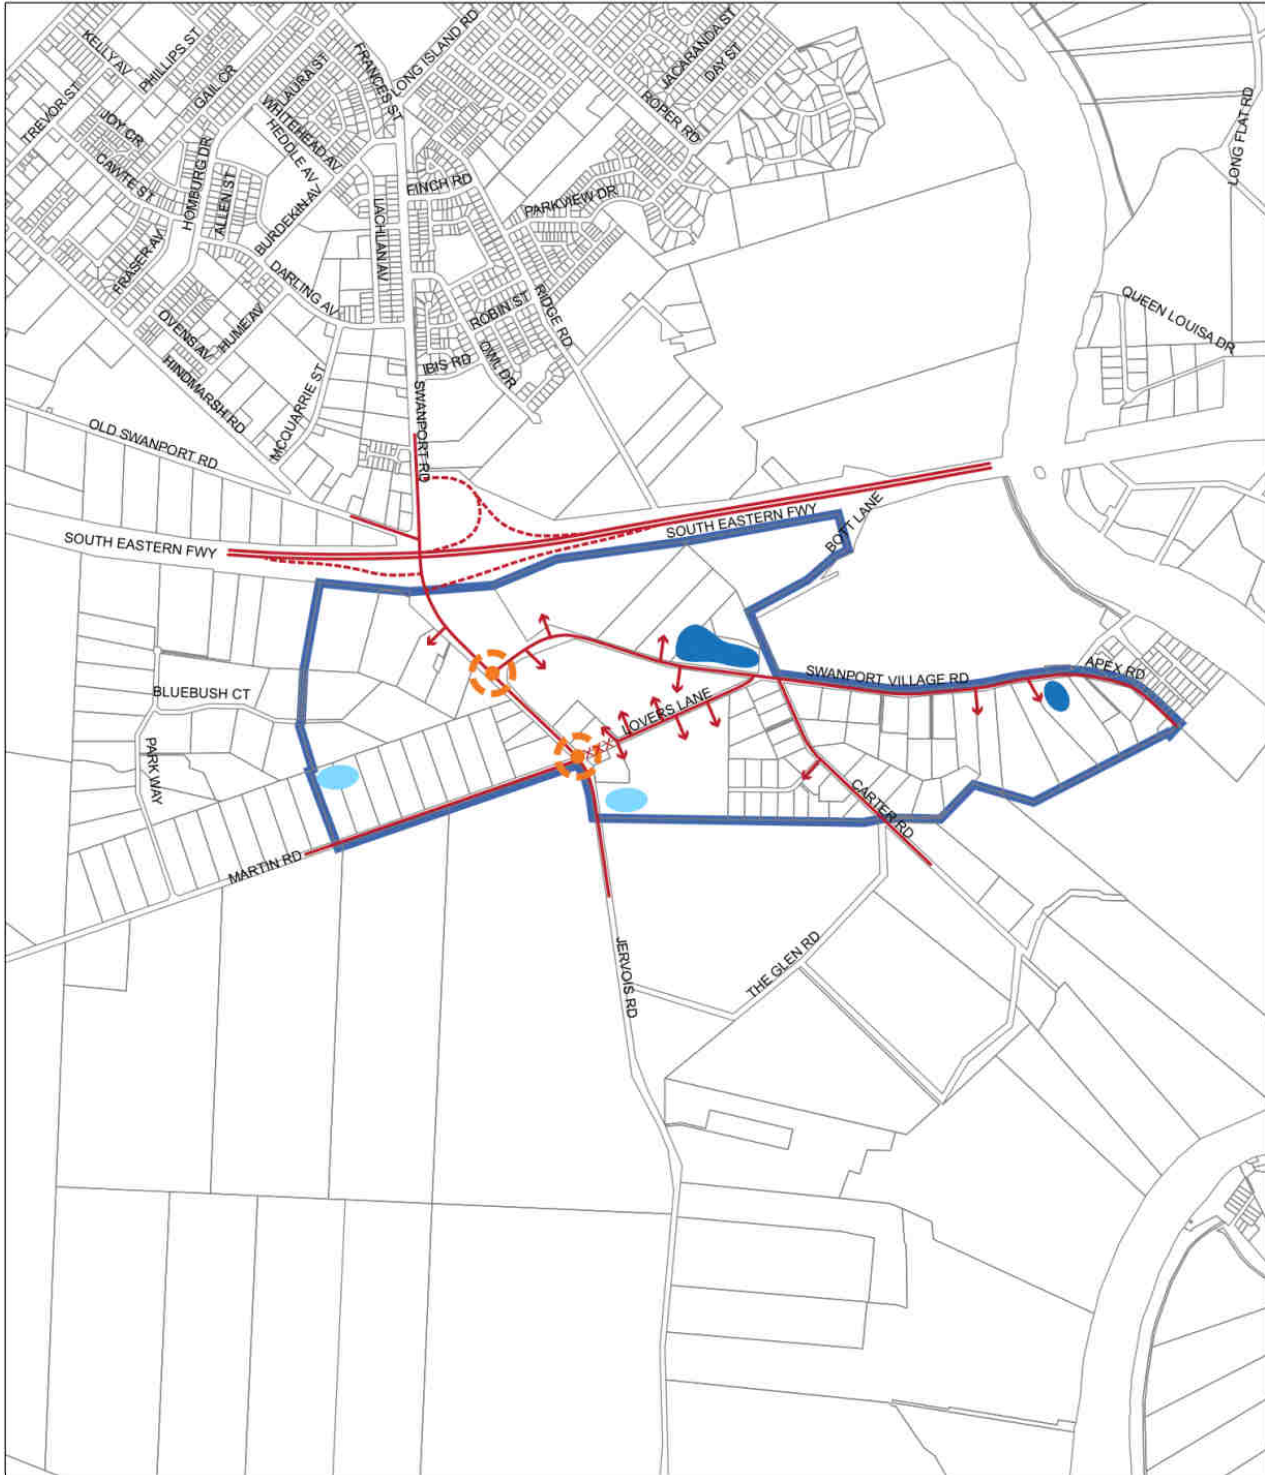 KELLY AV
PHILLIPS ST
GAIL CR
TREVOR ST
JOY CR
CAWTE ST
LAURA ST
WHITEHEAD AV
HEDDLE AV
FRANCES ST
LONG ISLAND RD
JACARANDA ST
DAY ST
ROPER RD
LONG FLAT RD
HOMBURG DR
ALLEN ST
BURDEKIN AV
LACHLAN AV
FINCH RD
PARKVIEW DR
FRASER AV
DARLING AV
OVENS AV
HUME AV
HINDMARSH RD
MCQUARRIE ST
ROBIN ST
RIDGE RD
IBIS RD
OWL DR
QUEEN LOUISA DR
SWANPORT RD
OLD SWANPORT RD
SOUTH EASTERN FWY
SOUTH EASTERN FWY
BOTT LANE
BLUEBUSH CT
PARK WAY
SWANPORT VILLAGE RD
APEX RD
LOVERS LANE
XXX
CARTER RD
MARTIN RD
JERVOIS RD
THE GLEN RD